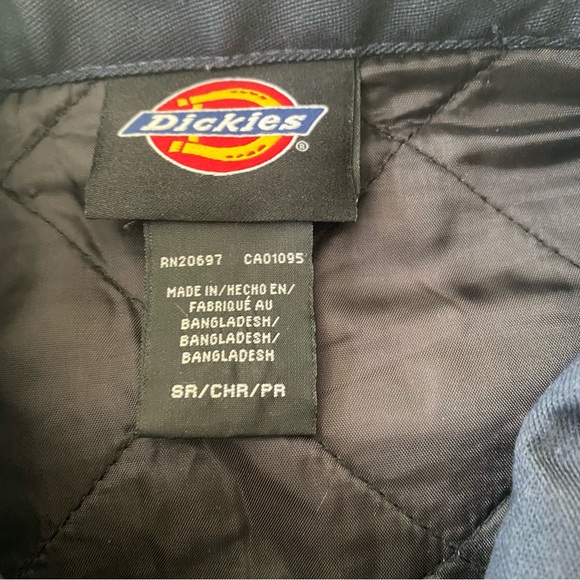 Dickies
®
RN20697 CA01095
MADE IN/HECHO EN/
FABRIQUÉ AU
BANGLADESH/
BANGLADESH/
BANGLADESH
SR/CHR/PR